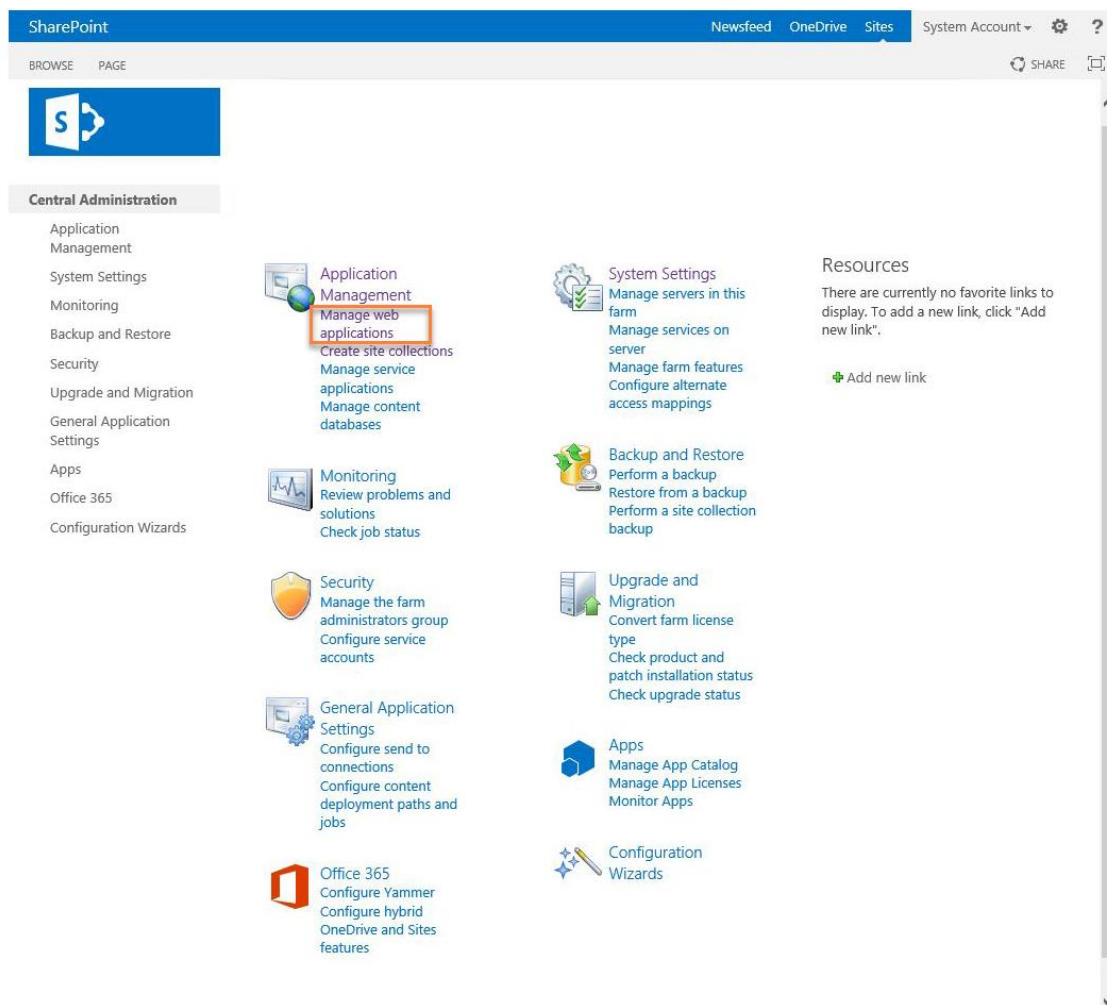 SharePoint
Newsfeed OneDrive Sites System Account ?
BROWSE PAGE SHARE
S
Central Administration
Application
Management
System Settings
Monitoring
Backup and Restore
Security
Upgrade and Migration
General Application
Settings
Apps
Office 365
Configuration Wizards
Application
Management
Manage web
applications
Create site collections
Manage service
applications
Manage content
databases
Monitoring
Review problems and
solutions
Check job status
Security
Manage the farm
administrators group
Configure service
accounts
General Application
Settings
Configure send to
connections
Configure content
deployment paths and
jobs
Office 365
Configure Yammer
Configure hybrid
OneDrive and Sites
features
System Settings
Manage servers in this
farm
Manage services on
server
Manage farm features
Configure alternate
access mappings
Backup and Restore
Perform a backup
Restore from a backup
Perform a site collection
backup
Upgrade and
Migration
Convert farm license
type
Check product and
patch installation status
Check upgrade status
Apps
Manage App Catalog
Manage App Licenses
Monitor Apps
Configuration
Wizards
Resources
There are currently no favorite links to
display. To add a new link, click "Add
new link".
Add new link